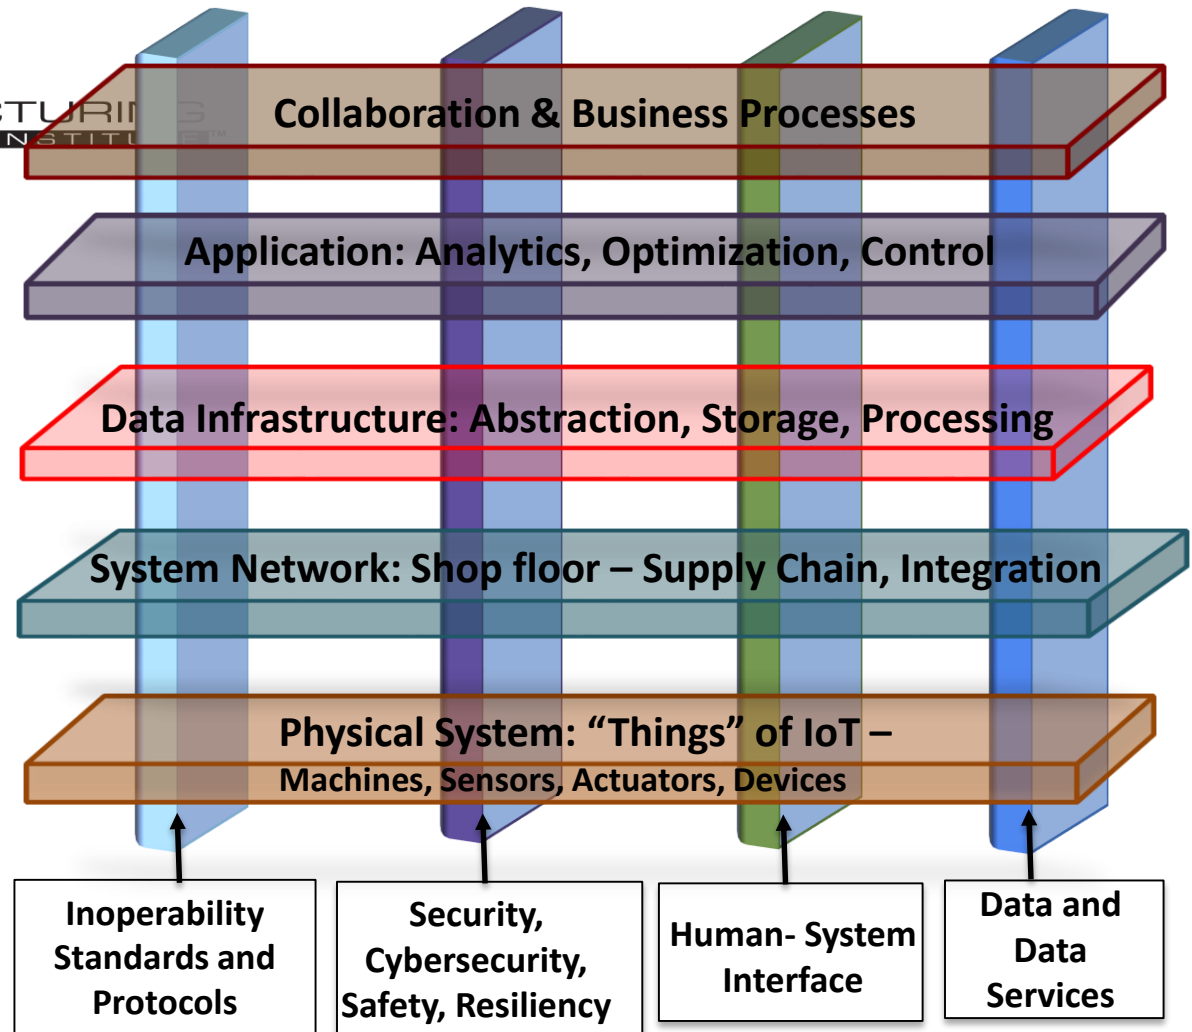 CTURING
INSTITUTE™
Collaboration & Business Processes
Application: Analytics, Optimization, Control
Data Infrastructure: Abstraction, Storage, Processing
System Network: Shop floor – Supply Chain, Integration
Physical System: “Things” of IoT –
Machines, Sensors, Actuators, Devices
Inoperability
Standards and
Protocols
Security,
Cybersecurity,
Safety, Resiliency
Human- System
Interface
Data and
Data
Services